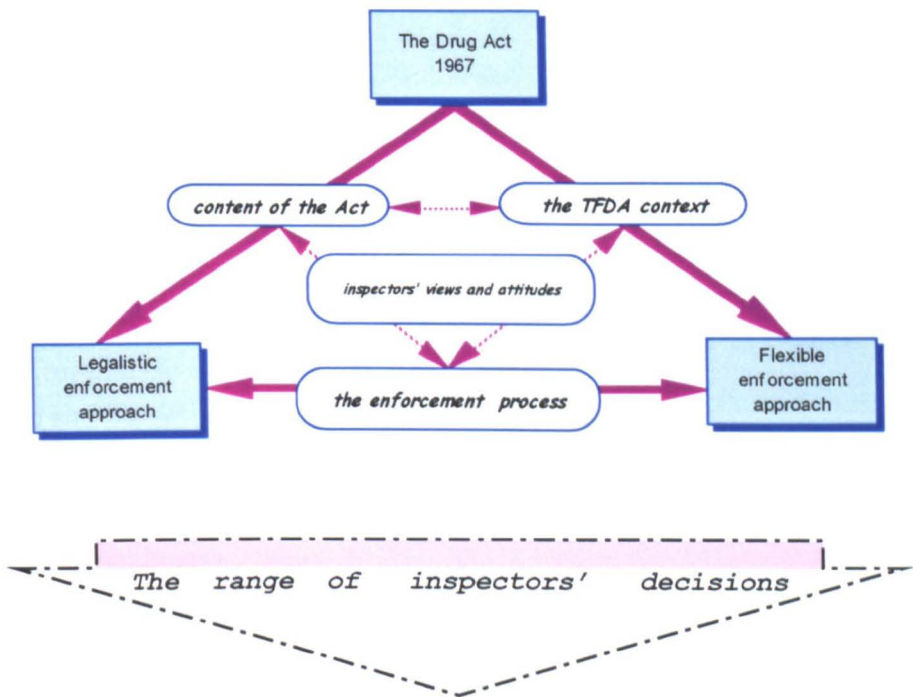 The Drug Act
1967
content of the Act
the TFDA context
inspectors' views and attitudes
Legalistic
enforcement
approach
the enforcement process
Flexible
enforcement
approach
The range of inspectors' decisions